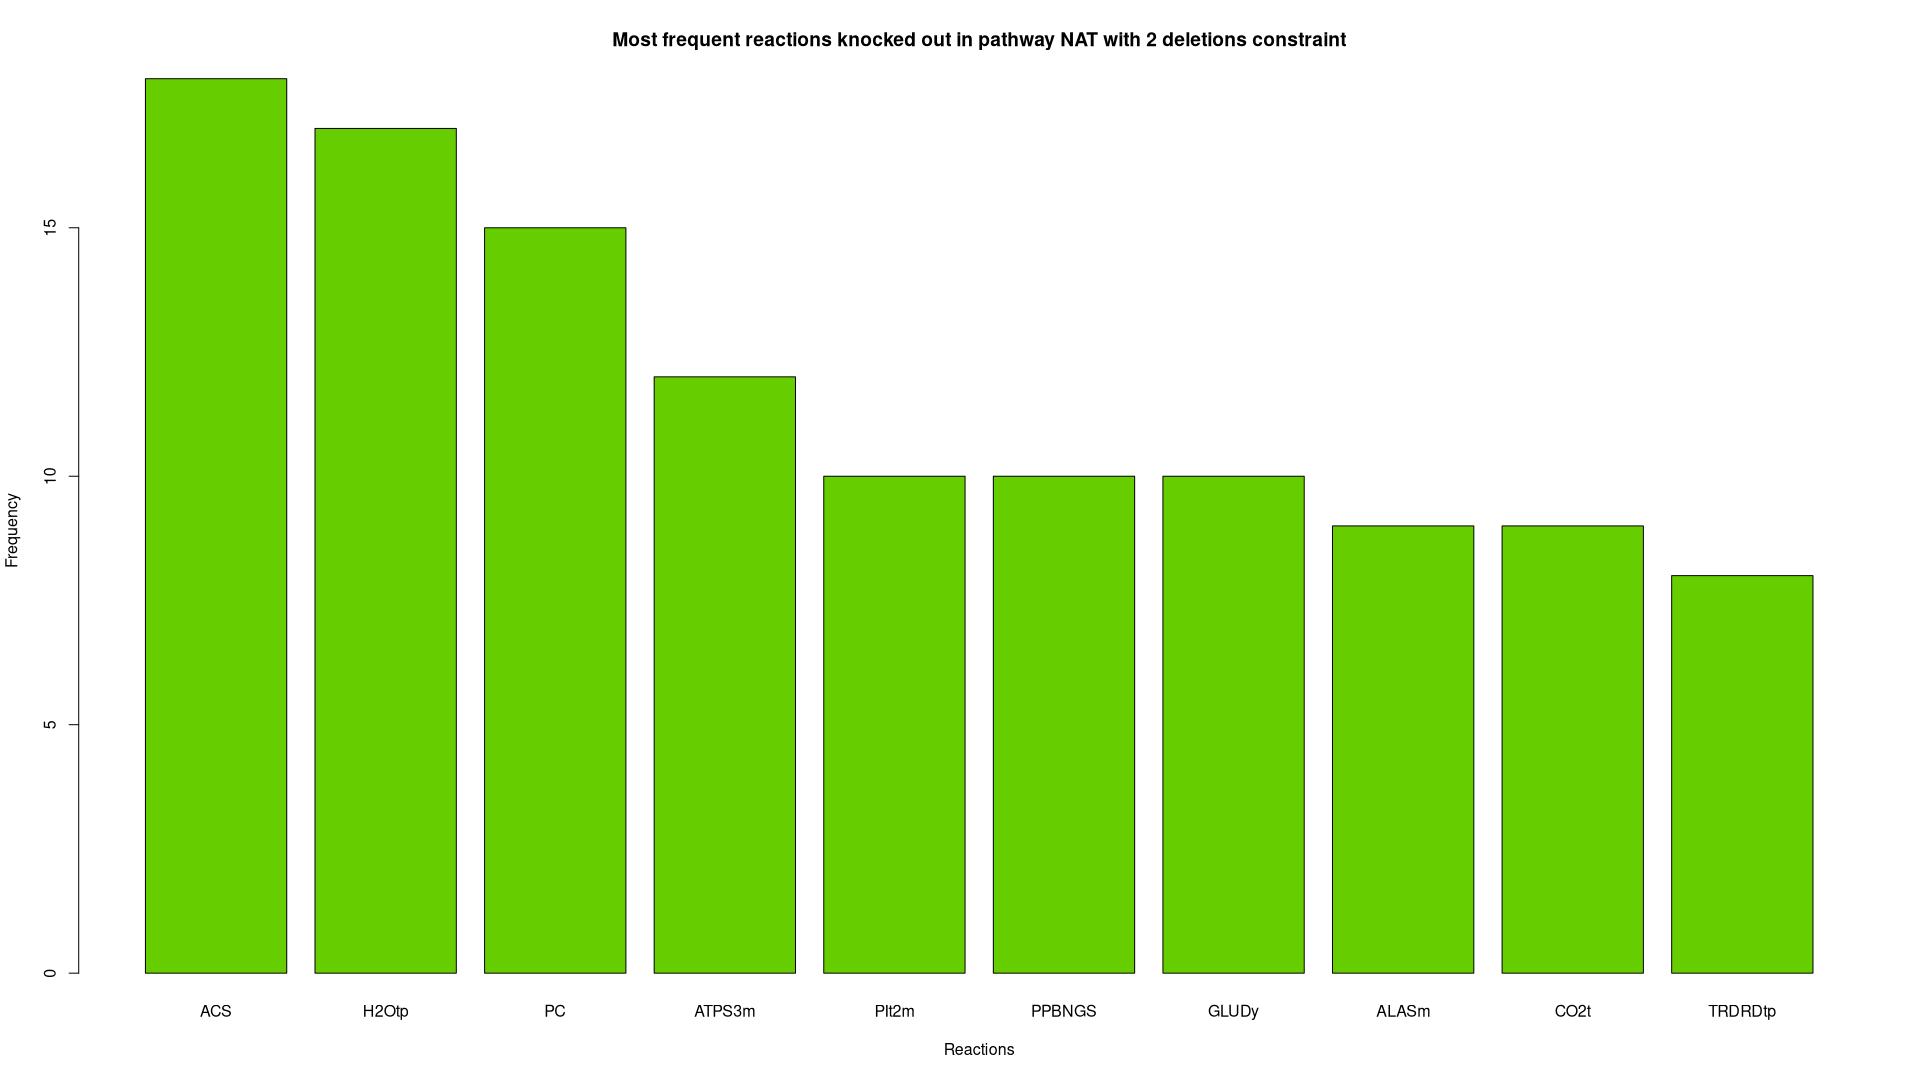 Most frequent reactions knocked out in pathway NAT with 2 deletions constraint
Frequency
15
10
5
0
ACS H2Otp PC ATPS3m PIt2m PPBNGS GLUDy ALASm CO2t TRDRDtp
Reactions